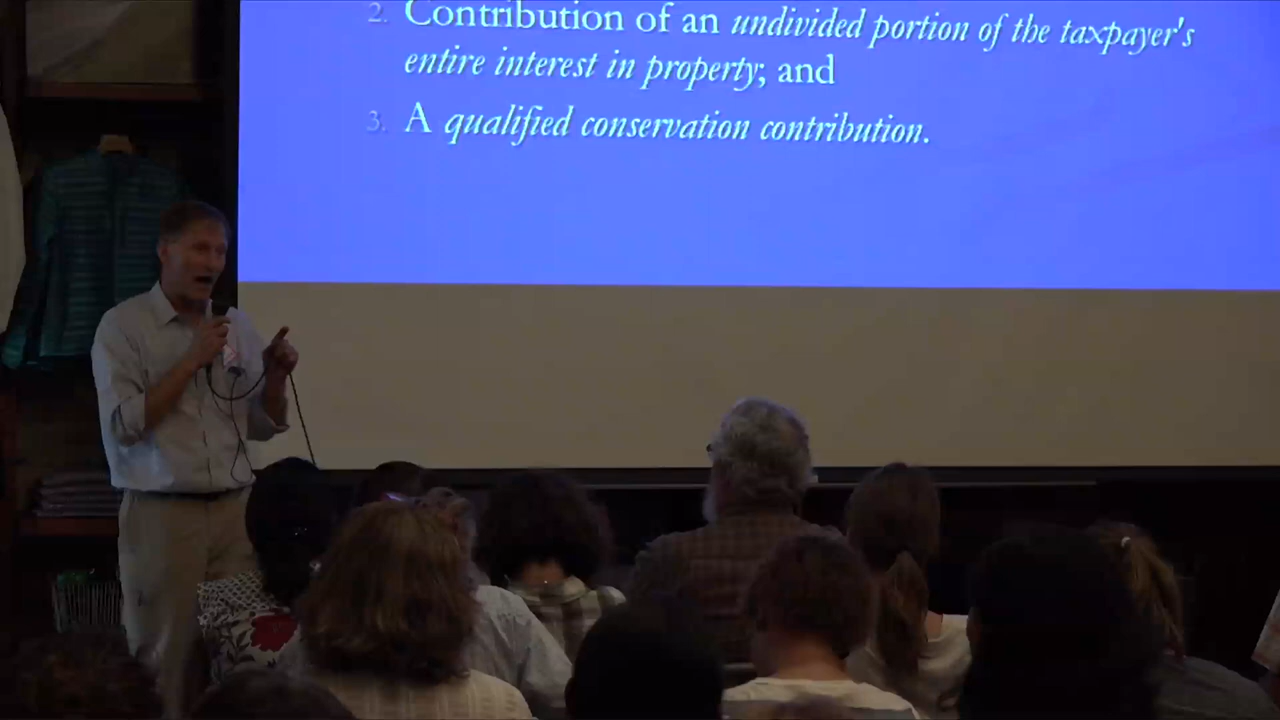 2. Contribution of an undivided portion of the taxpayer's
entire interest in property; and
3. A qualified conservation contribution.